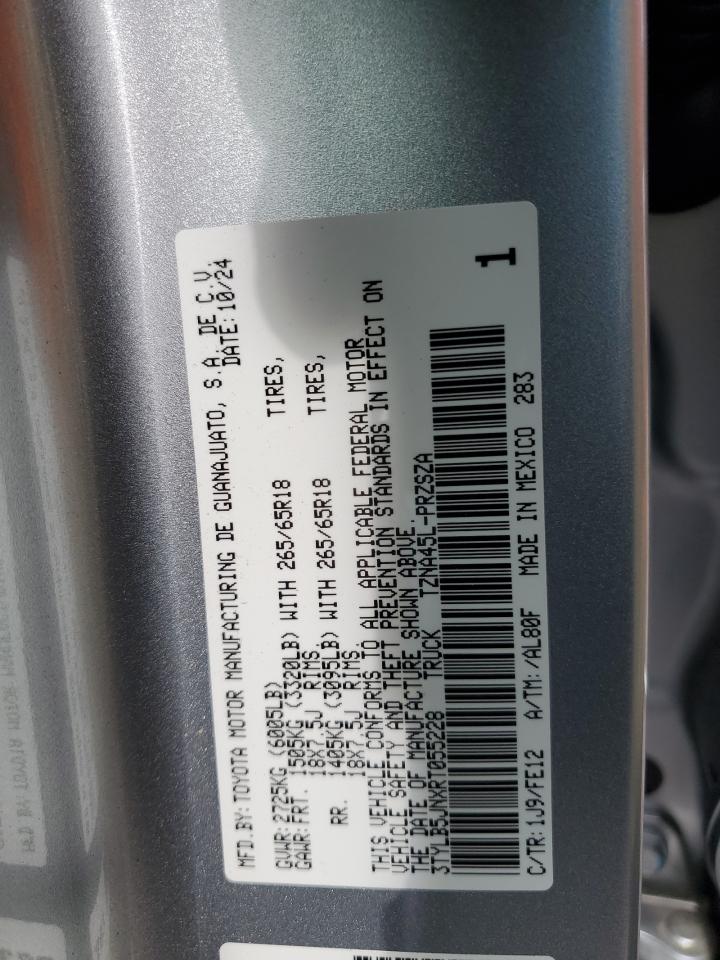 MFD.BY:TOYOTA MOTOR MANUFACTURING DE GUANAJUATO, S.A. DE C.V.
DATE:10/24
GVWR:2725KG (6005LB)
GAWR:FRT. 1505KG (3320LB) WITH 265/65R18 TIRES,
18X7.5J RIMS,
RR. 1405KG (3095LB) WITH 265/65R18 TIRES,
18X7.5J RIMS,
THIS VEHICLE CONFORMS TO ALL APPLICABLE FEDERAL MOTOR
VEHICLE SAFETY AND THEFT PREVENTION STANDARDS IN EFFECT ON
THE DATE OF MANUFACTURE SHOWN ABOVE.
3TYLB5JNXRT055228 TRUCK TZNA45L-PRZSZA
1
C/TR:1J9/FE12 A/TM:/AL80F MADE IN MEXICO 283